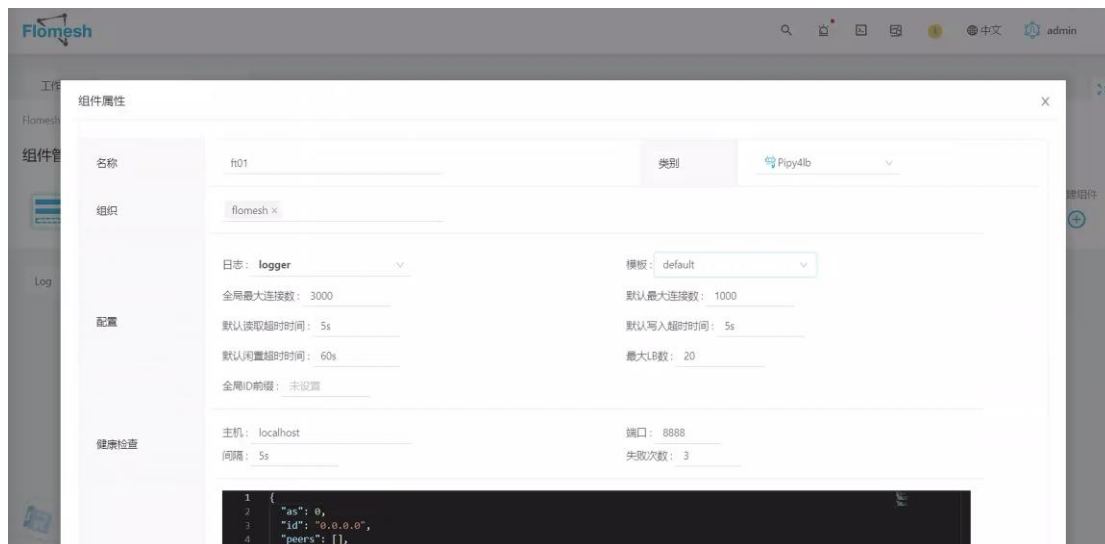 Flomesh
中文 admin
工作
组件属性 X
Flomesh
组件管
名称 ft01 类别 Pipy4lb
建组件
组织 flomesh ×
日志： logger 模板： default
Log
全局最大连接数： 3000 默认最大连接数： 1000
配置
默认读取超时时间： 5s 默认写入超时时间： 5s
默认闲置超时时间： 60s 最大LB数： 20
全局ID前缀： 未设置
主机： localhost 端口： 8888
健康检查
间隔： 5s 失败次数： 3
1 {
2 "as": 0,
3 "id": "0.0.0.0",
4 "peers": [],